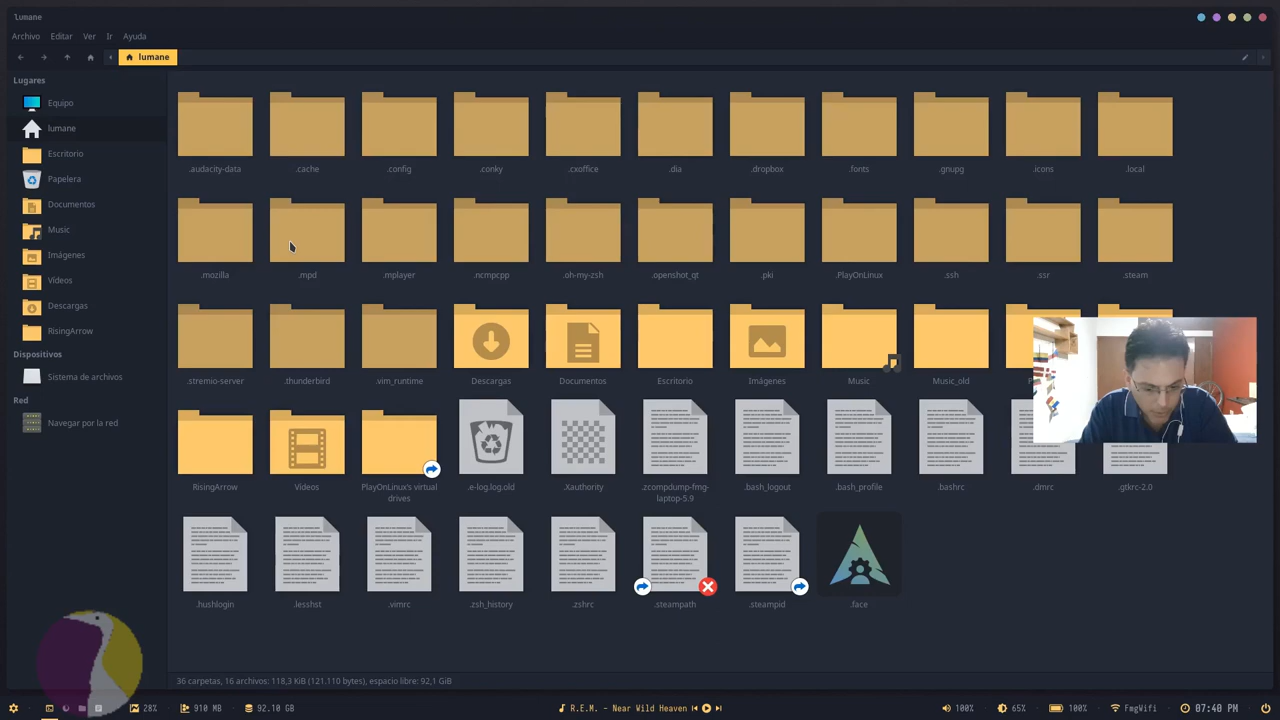 lumane
Archivo Editar Ver Ir Ayuda
lumane
Lugares
Equipo
lumane
Escritorio
Papelera
Documentos
Music
Imágenes
Vídeos
Descargas
RisingArrow
Dispositivos
Sistema de archivos
Red
Navegar por la red
.audacity-data .cache .config .conky .cxoffice .dia .dropbox .fonts .gnupg .icons .local
.mozilla .mpd .mplayer .ncmpcpp .oh-my-zsh .openshot_qt .pki .PlayOnLinux .ssh .ssr .steam
.stremio-server .thunderbird .vim_runtime Descargas Documentos Escritorio Imágenes Music Music_old
RisingArrow Vídeos PlayOnLinux's virtual drives .e-log.log.old .Xauthority .zcompdump-fmg-laptop-5.9 .bash_logout .bash_profile .bashrc .dmrc .gtkrc-2.0
.hushlogin .lesshst .vimrc .zsh_history .zshrc .steampath .steampid .face
36 carpetas, 16 archivos: 118,3 KiB (121.110 bytes), espacio libre: 92,1 GiB
28% 910 MB 92.10 GB R.E.M. - Near Wild Heaven 100% 65% 100% FmgWifi 07:40 PM